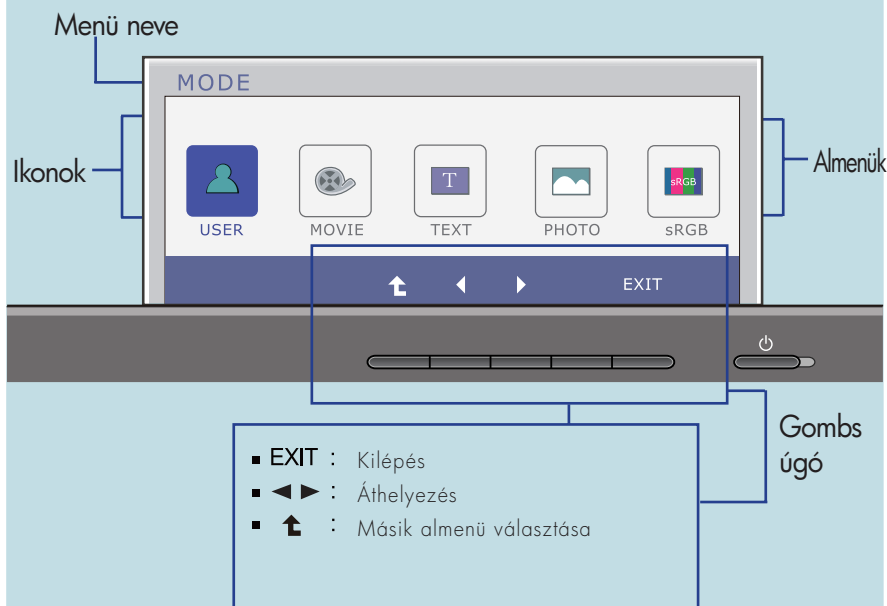 Menü neve
MODE
Ikonok
Almenük
T
sRGB
USER MOVIE TEXT PHOTO sRGB
EXIT
Gombs
úgó
EXIT : Kilépés
◄ ► : Áthelyezés
: Másik almenü választása